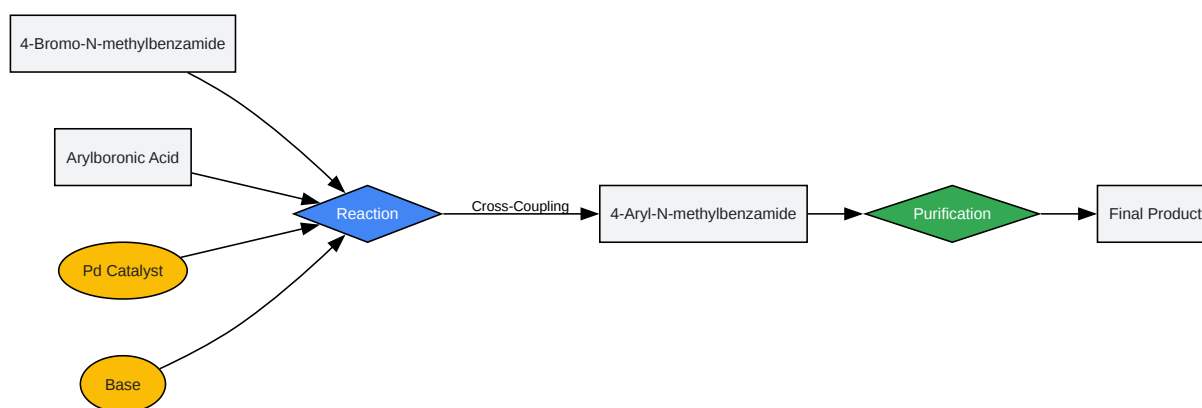 4-Bromo-N-methylbenzamide
Arylboronic Acid
Pd Catalyst
Base
Reaction
Cross-Coupling
4-Aryl-N-methylbenzamide
Purification
Final Product